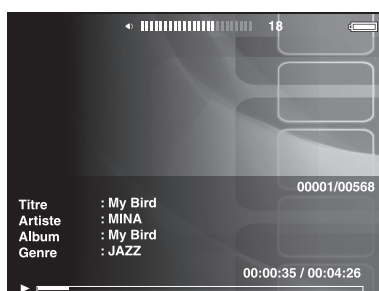 18
00001/00568
Titre : My Bird
Artiste : MINA
Album : My Bird
Genre : JAZZ
00:00:35 / 00:04:26